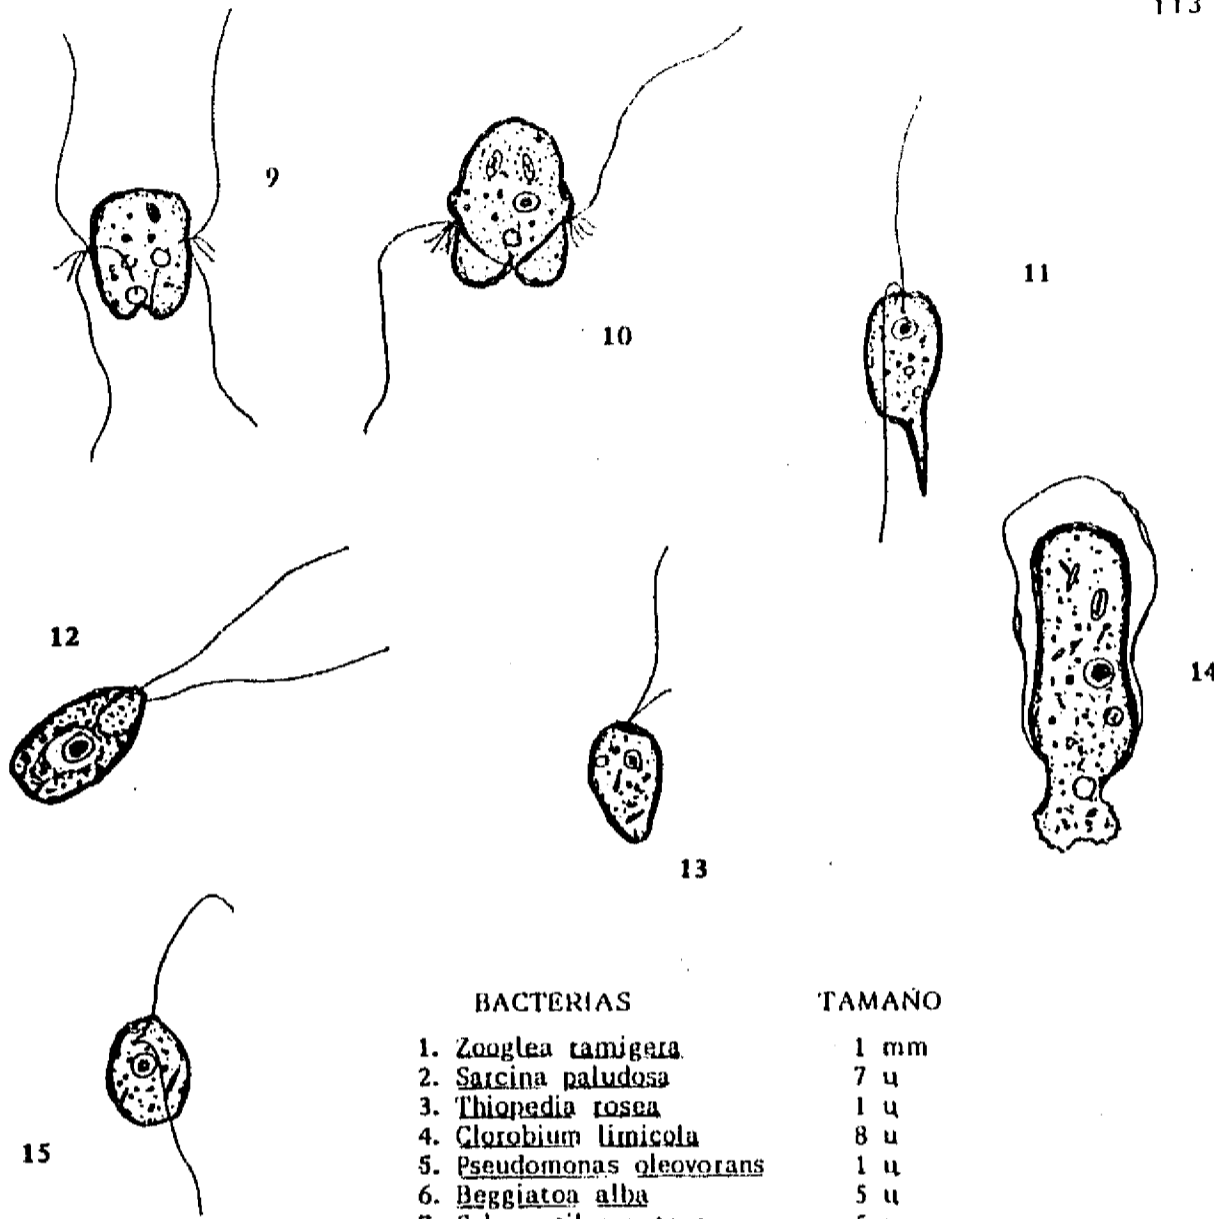 113
9
10
11
12
14
13
15
BACTERIAS TAMAÑO
1. Zooglea ramigera 1 mm
2. Sarcina paludosa 7 u
3. Thiopedia rosea 1 u
4. Clorobium limicola 8 u
5. Pseudomonas oleovorans 1 u
6. Beggiatoa alba 5 u